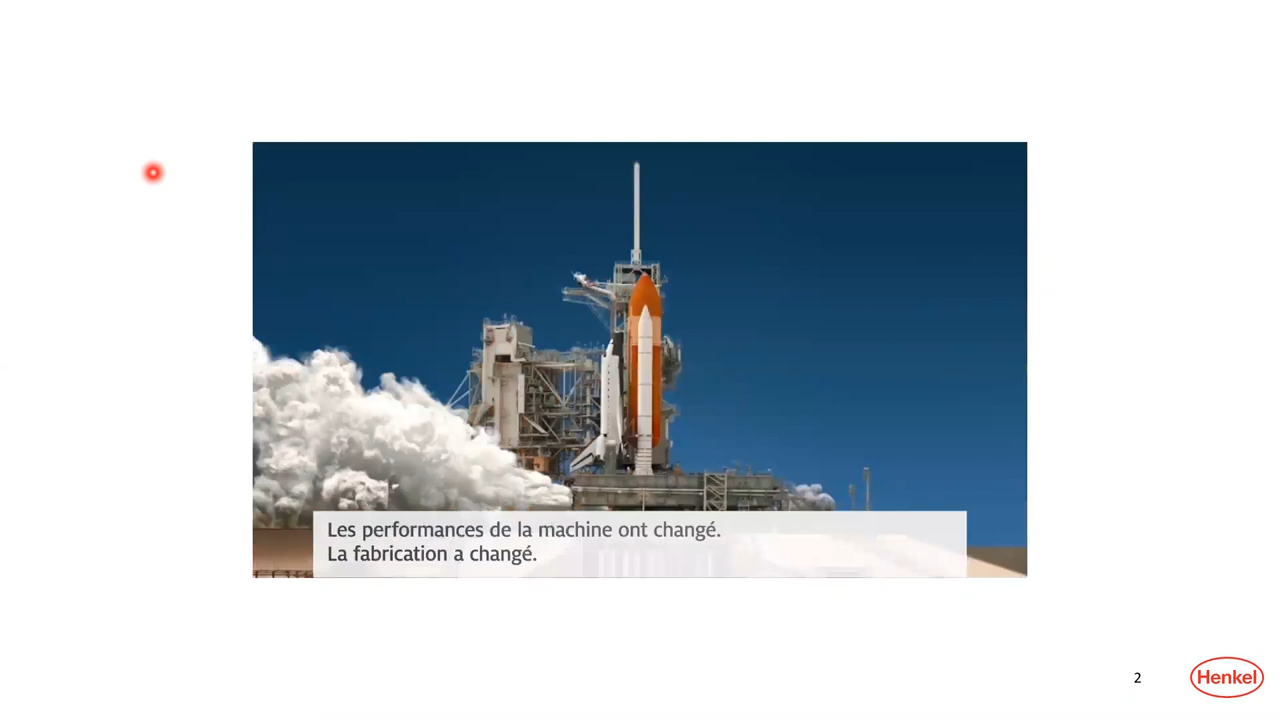 Les performances de la machine ont changé.
La fabrication a changé.
2
Henkel